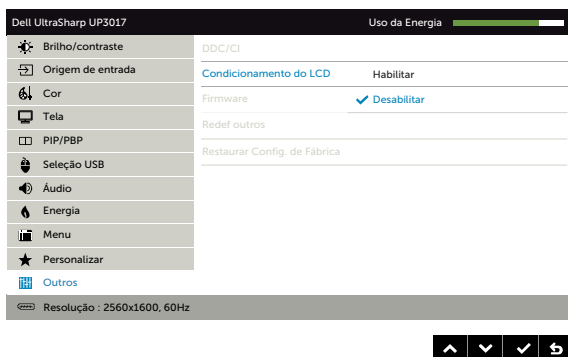 Dell UltraSharp UP3017 Uso da Energia
Brilho/contraste
Origem de entrada
Cor
Tela
PIP/PBP
Seleção USB
Áudio
Energia
Menu
Personalizar
Outros
DDC/CI
Condicionamento do LCD Habilitar
Firmware Desabilitar
Redef outros
Restaurar Config. de Fábrica
Resolução : 2560x1600, 60Hz